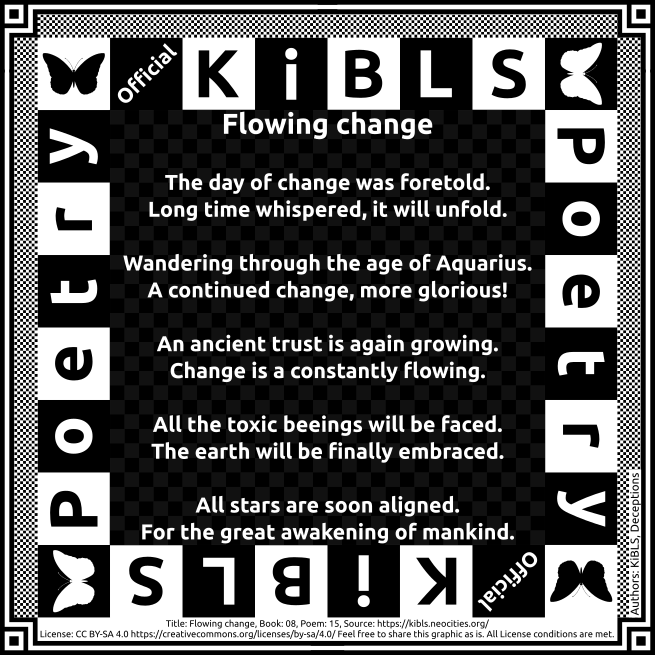 Official
KiBLS
Poetry
Poetry
Flowing change
The day of change was foretold.
Long time whispered, it will unfold.
Wandering through the age of Aquarius.
A continued change, more glorious!
An ancient trust is again growing.
Change is a constantly flowing.
All the toxic beeings will be faced.
The earth will be finally embraced.
All stars are soon aligned.
For the great awakening of mankind.
KiBLS
Official
Authors: KiBLS, Deceptions
Title: Flowing change, Book: 08, Poem: 15, Source: https://kibls.neocities.org/
License: CC BY-SA 4.0 https://creativecommons.org/licenses/by-sa/4.0/ Feel free to share this graphic as is. All License conditions are met.